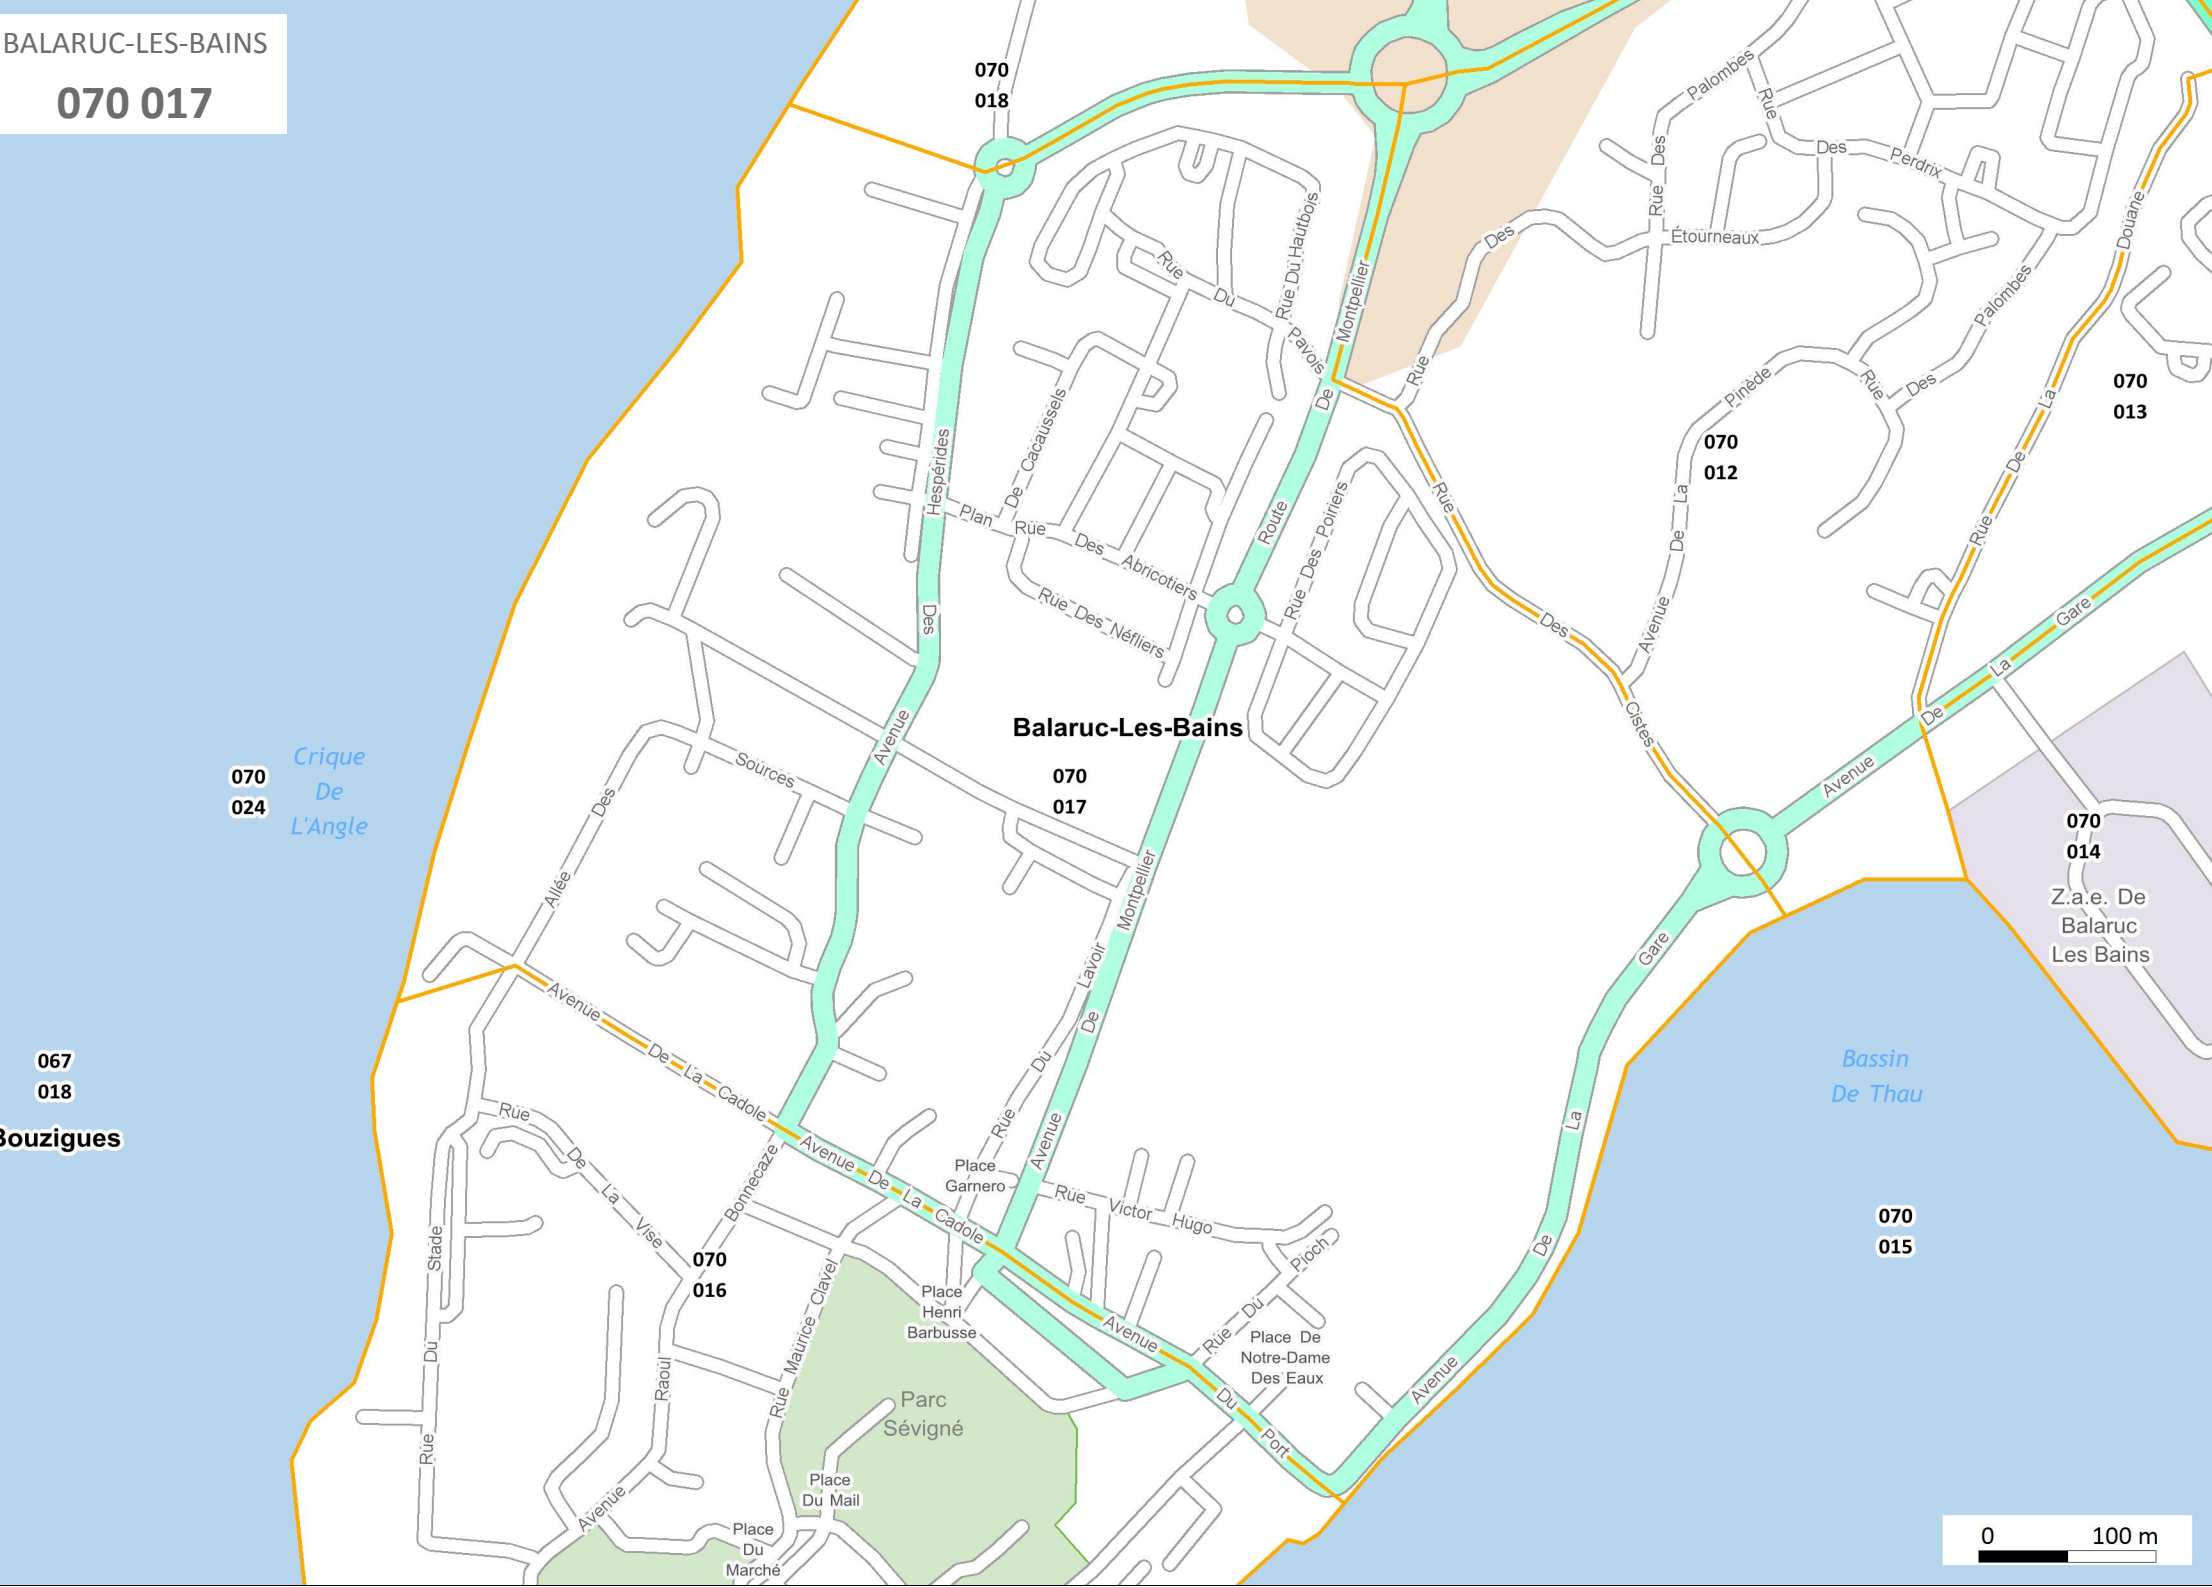 BALARUC-LES-BAINS
070 017
070
018
Palombes
Rue
Des
Rue
Des
Perdrix
Étourneaux
Des
Rue
Douane
La
De
Rue
Palombes
Des
Rue
Rue
Du
Pavois
Rue Du Hautbois
Montpellier
De
Route
070
013
Pinède
De La
Avenue
070
012
Hespérides
Des
Avenue
De Cacaussels
Plan
Rue
Des
Abricotiers
Rue Des Néfliers
Rue Des Poiriers
Rue
Des
Cistes
Gare
La
De
Avenue
Balaruc-Les-Bains
070
017
Crique
De
L'Angle
070
024
Sources
Des
Allée
070
014
Z.a.e. De
Balaruc
Les Bains
Montpellier
De
Avenue
Lavoir
Du
Rue
Gare
La
De
Avenue
Avenue
De
La
Cadole
067
018
Bouzigues
Bassin
De Thau
070
015
Rue
De
La
Vise
Bonnecaze
Raoul
Avenue
Avenue
De
La
Cadole
Place
Garnero
Rue
Victor
Hugo
Stade
Du
Rue
070
016
Rue Maurice Clavel
Place
Henri
Barbusse
Pioch
Du
Rue
Avenue
Du
Port
Place De
Notre-Dame
Des Eaux
Parc
Sévigné
Place
Du Mail
Place
Du
Marché
0 100 m